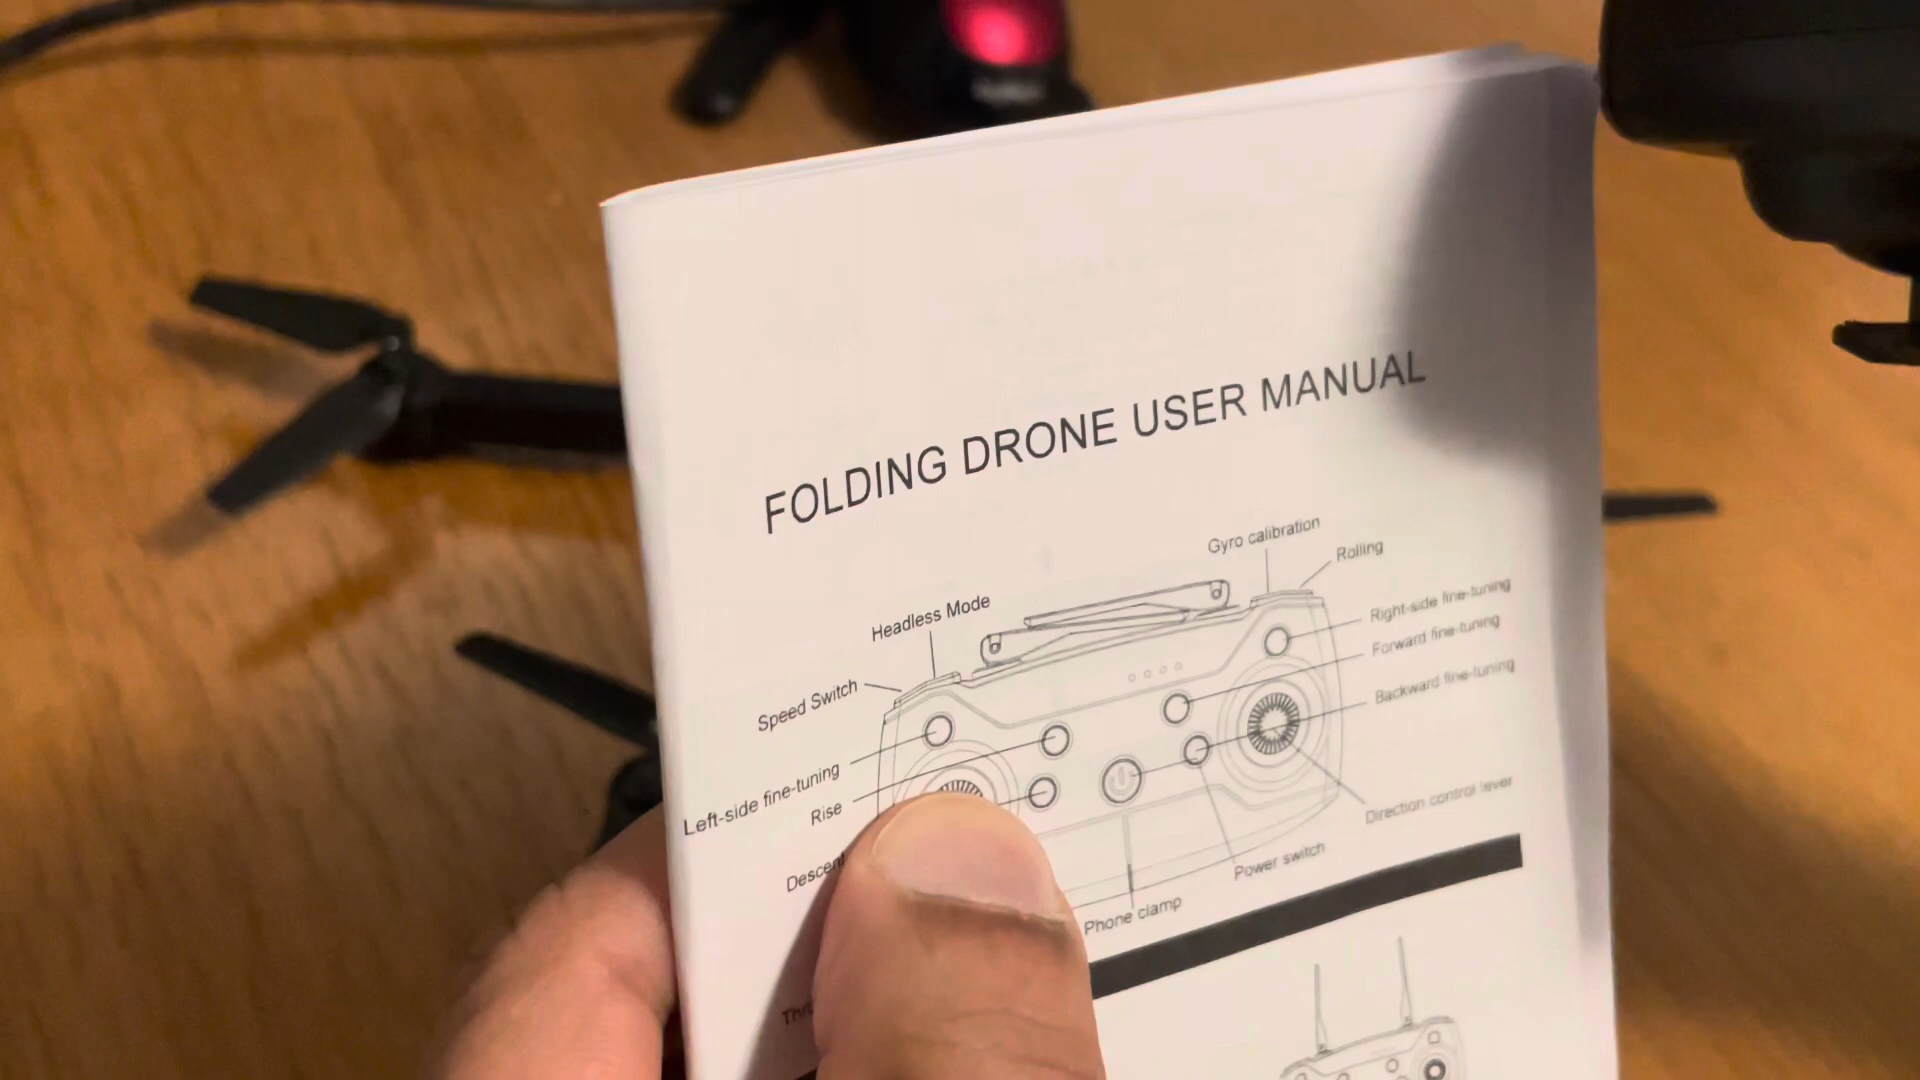 FOLDING DRONE USER MANUAL
Gyro calibration
Rolling
Headless Mode
Right-side fine-tuning
Forward fine-tuning
Speed Switch
Backward fine-tuning
Left-side fine-tuning
Rise
Direction control lever
Descent
Power switch
Phone clamp